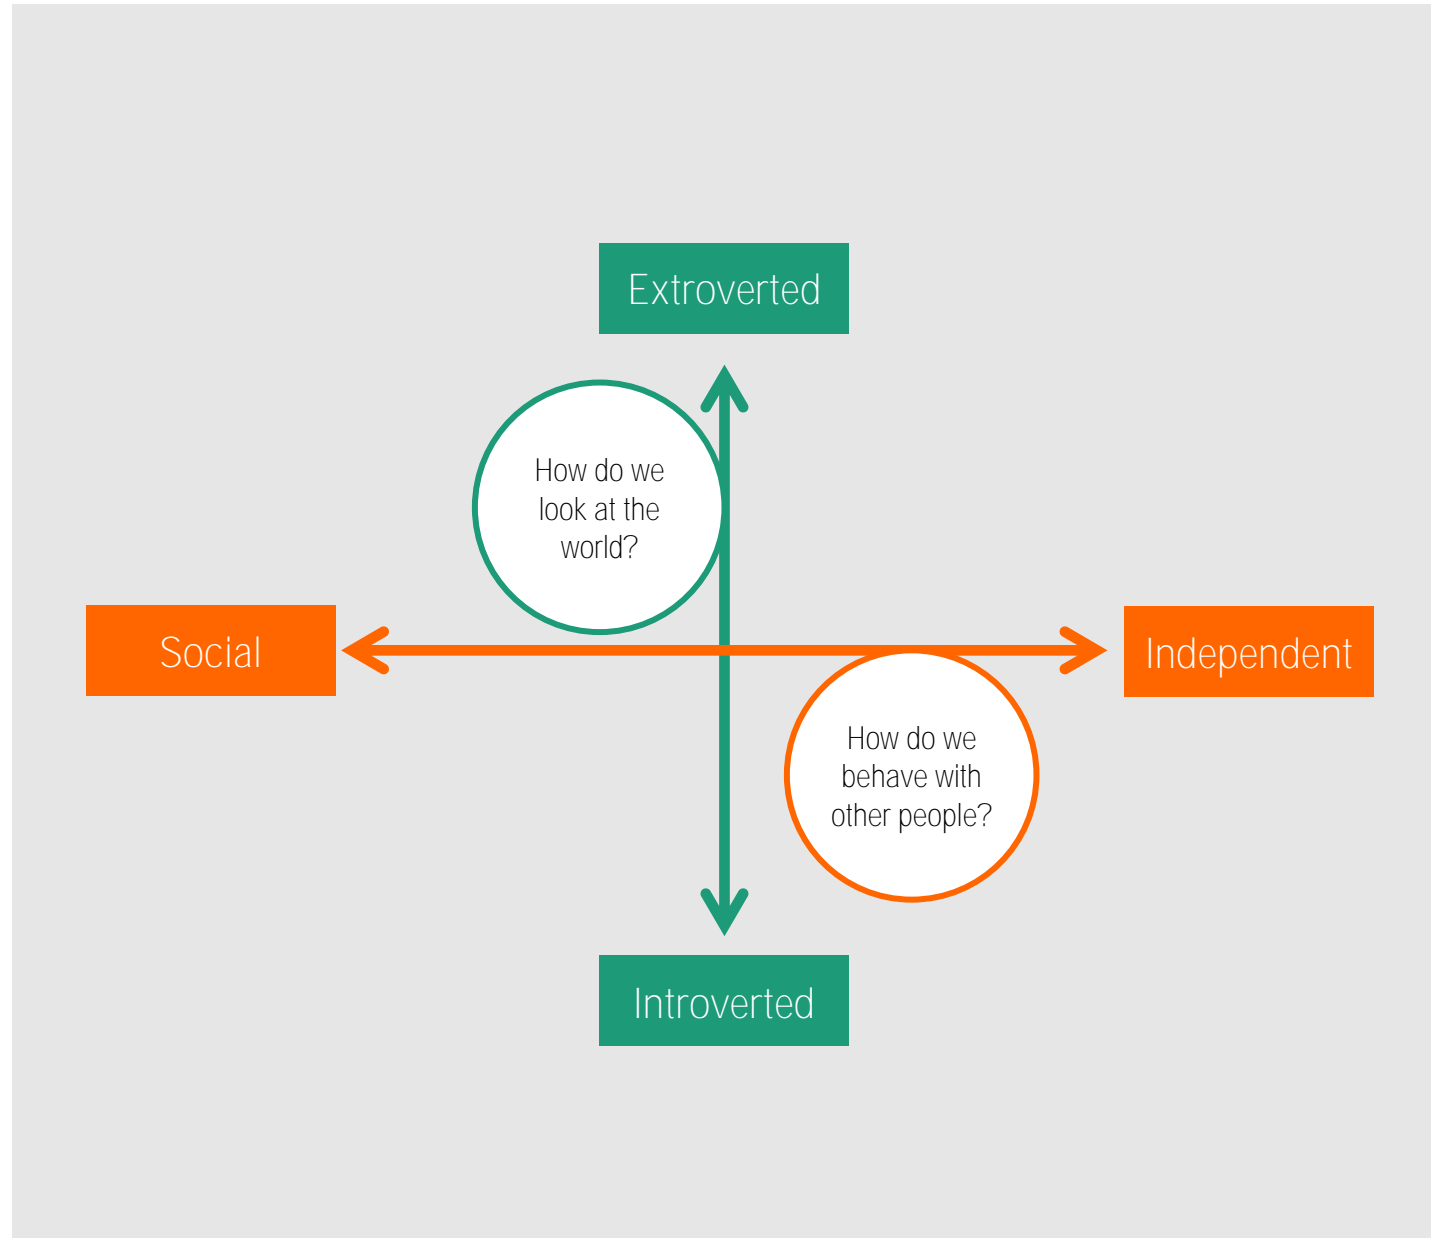 Extroverted
How do we
look at the
world?
Social
Independent
How do we
behave with
other people?
Introverted